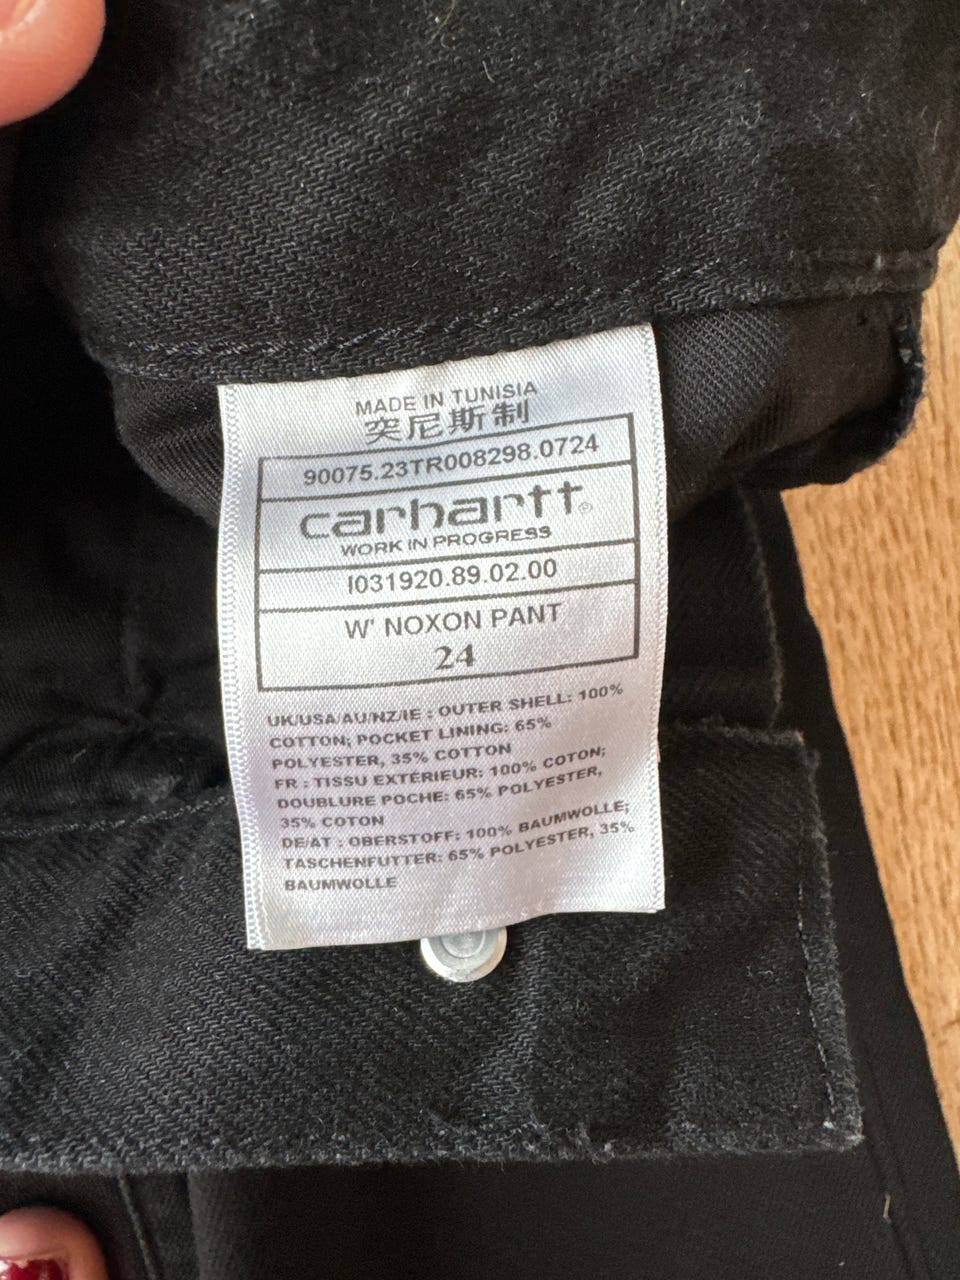 MADE IN TUNISIA
突尼斯制
90075.23TR008298.0724
carhartt®
WORK IN PROGRESS
I031920.89.02.00
W' NOXON PANT
24
UK/USA/AU/NZ/IE : OUTER SHELL: 100%
COTTON; POCKET LINING: 65%
POLYESTER, 35% COTTON
FR : TISSU EXTÉRIEUR: 100% COTON;
DOUBLURE POCHE: 65% POLYESTER,
35% COTON
DE/AT : OBERSTOFF: 100% BAUMWOLLE;
TASCHENFUTTER: 65% POLYESTER, 35%
BAUMWOLLE